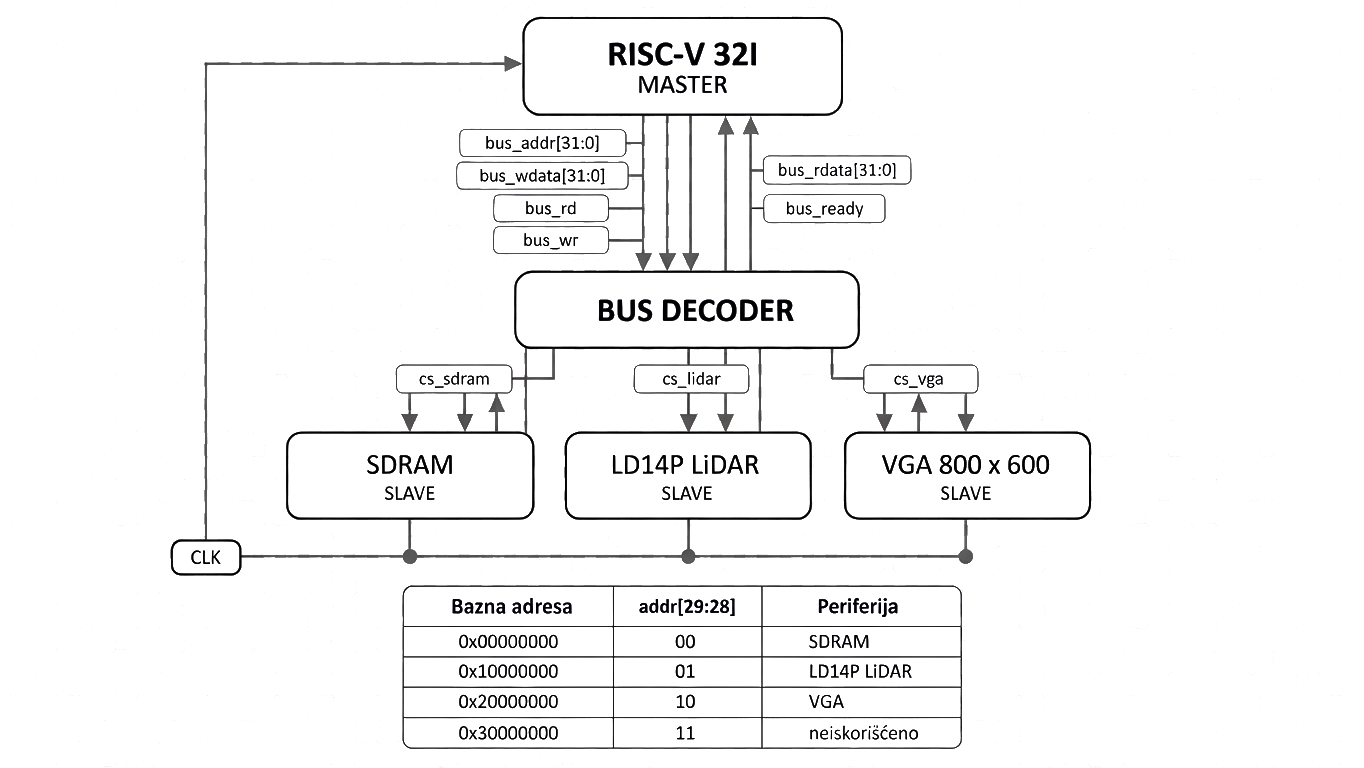 RISC-V 32I
MASTER
bus_addr[31:0]
bus_wdata[31:0]
bus_rd
bus_wr
bus_rdata[31:0]
bus_ready
BUS DECODER
cs_sdram
cs_lidar
cs_vga
SDRAM
SLAVE
LD14P LiDAR
SLAVE
VGA 800 x 600
SLAVE
CLK
Bazna adresa addr[29:28] Periferija
0x00000000 00 SDRAM
0x10000000 01 LD14P LiDAR
0x20000000 10 VGA
0x30000000 11 neiskorišćeno